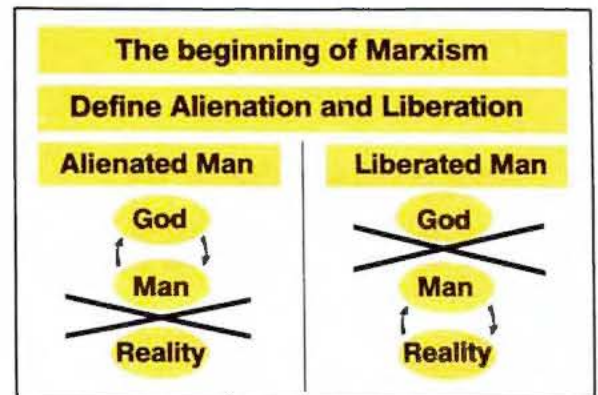 The beginning of Marxism
Define Alienation and Liberation
Alienated Man
God
Man
Reality
Liberated Man
God
Man
Reality